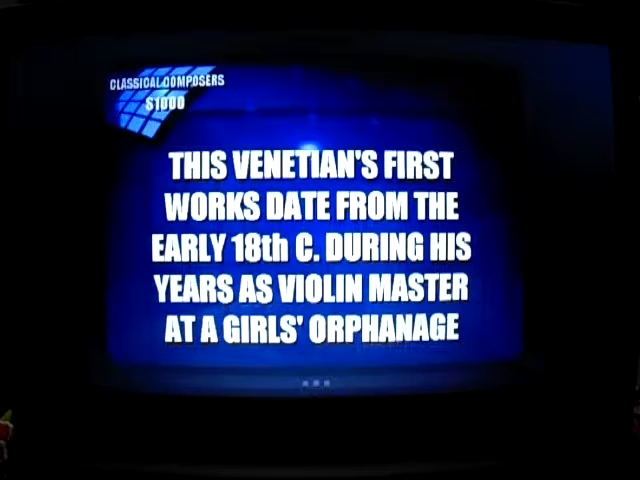 CLASSICAL COMPOSERS
$1000
THIS VENETIAN'S FIRST
WORKS DATE FROM THE
EARLY 18th C. DURING HIS
YEARS AS VIOLIN MASTER
AT A GIRLS' ORPHANAGE